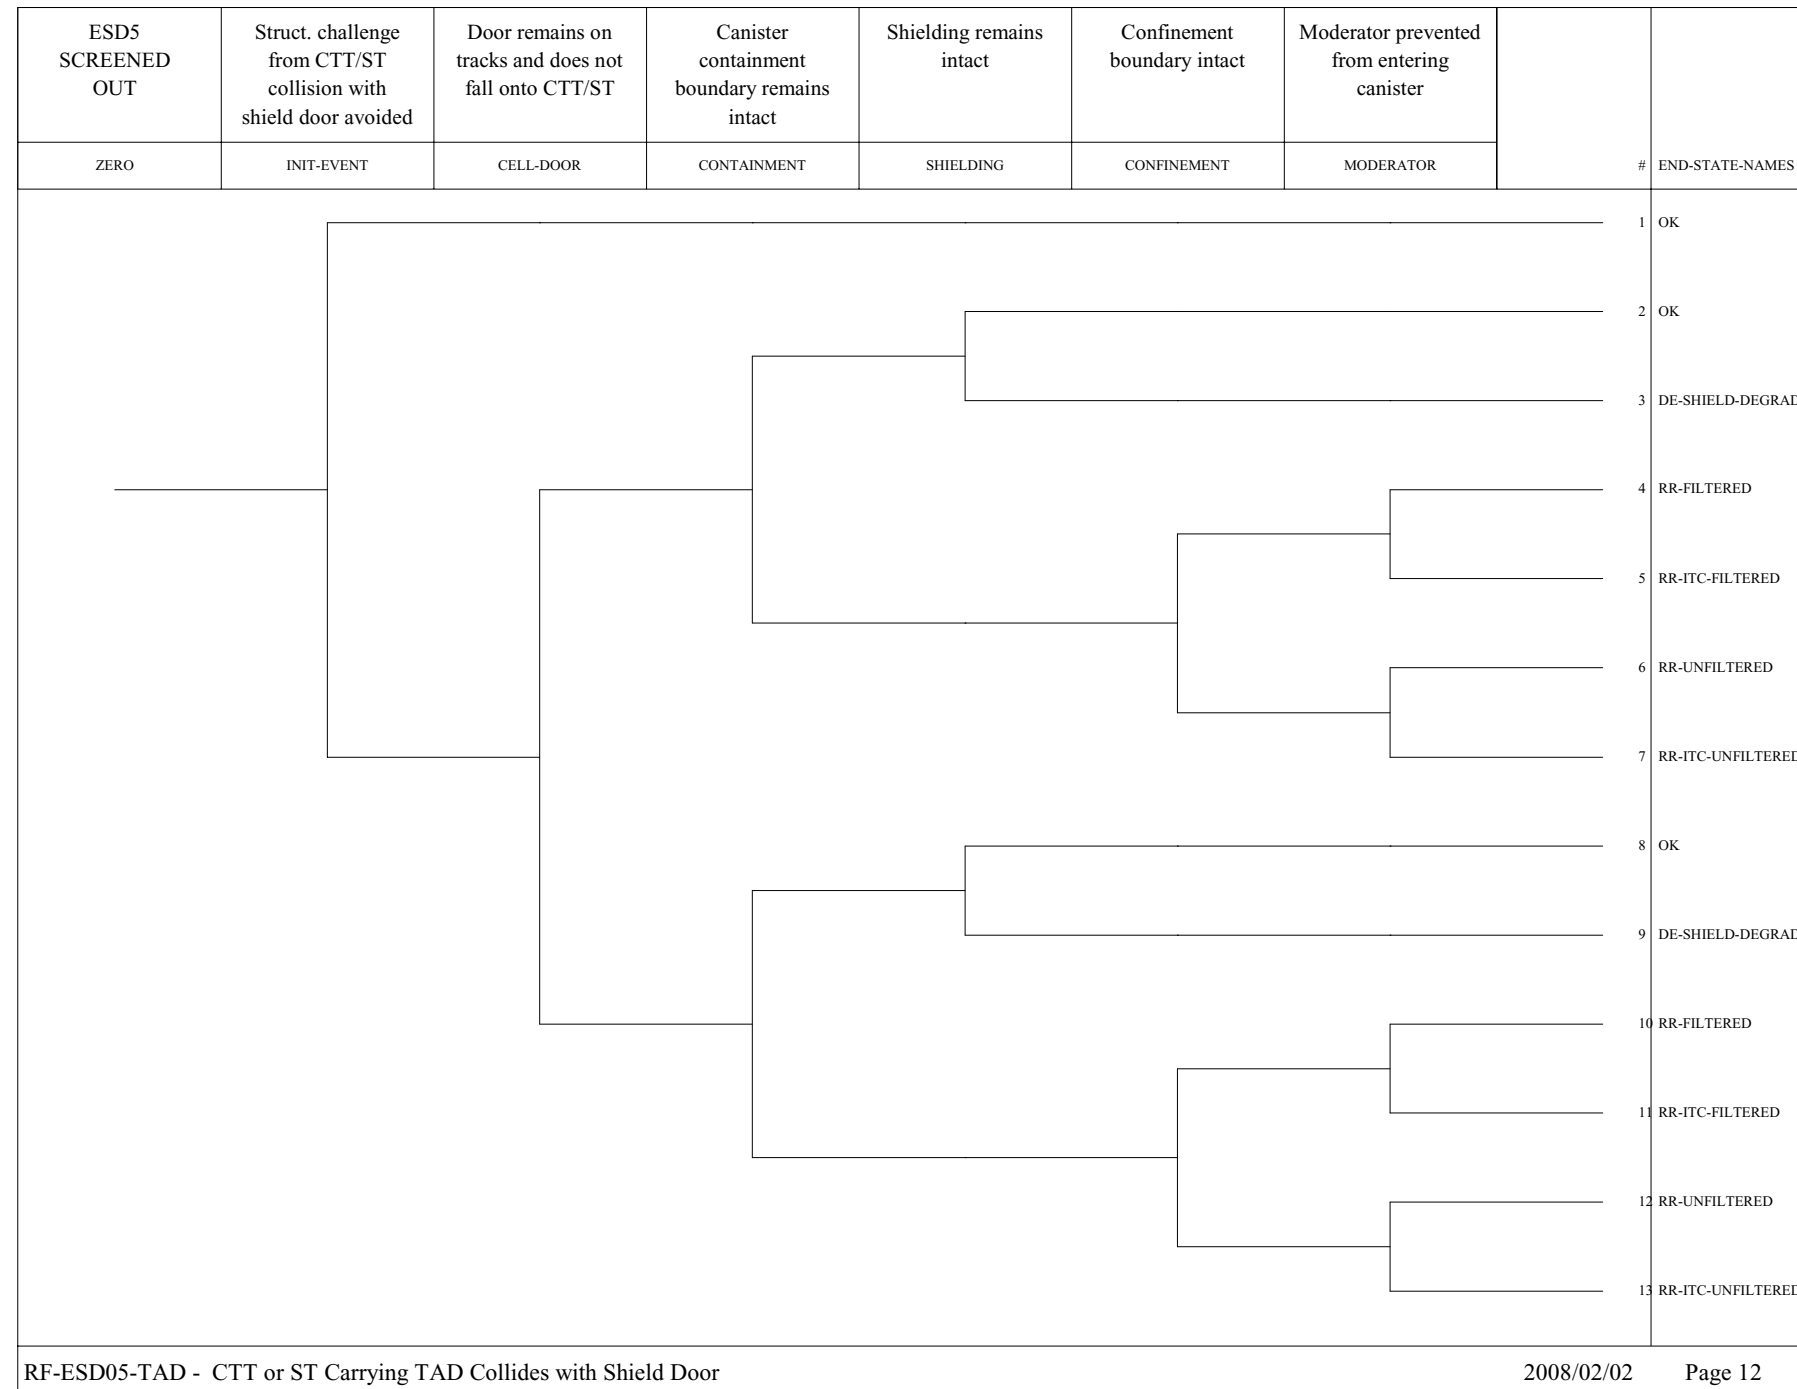 ESD5
SCREENED
OUT
Struct. challenge
from CTT/ST
collision with
shield door avoided
Door remains on
tracks and does not
fall onto CTT/ST
Canister
containment
boundary remains
intact
Shielding remains
intact
Confinement
boundary intact
Moderator prevented
from entering
canister
ZERO
INIT-EVENT
CELL-DOOR
CONTAINMENT
SHIELDING
CONFINEMENT
MODERATOR
# END-STATE-NAMES
1 OK
2 OK
3 DE-SHIELD-DEGRAD
4 RR-FILTERED
5 RR-ITC-FILTERED
6 RR-UNFILTERED
7 RR-ITC-UNFILTERED
8 OK
9 DE-SHIELD-DEGRAD
10 RR-FILTERED
11 RR-ITC-FILTERED
12 RR-UNFILTERED
13 RR-ITC-UNFILTERED
RF-ESD05-TAD - CTT or ST Carrying TAD Collides with Shield Door 2008/02/02 Page 12